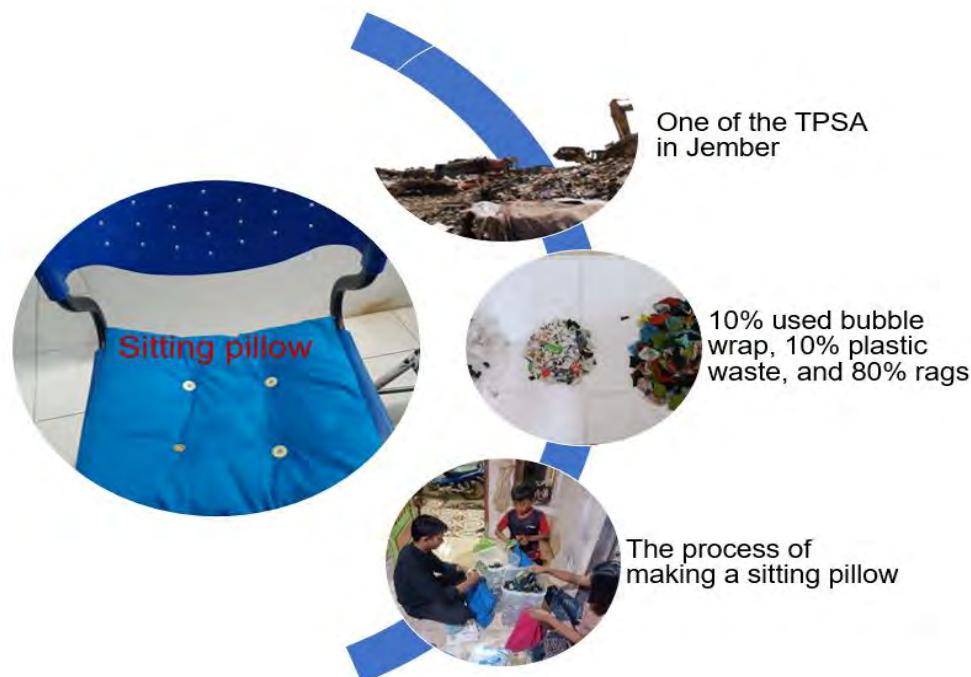 One of the TPSA
in Jember
Sitting pillow
10% used bubble
wrap, 10% plastic
waste, and 80% rags
The process of
making a sitting pillow